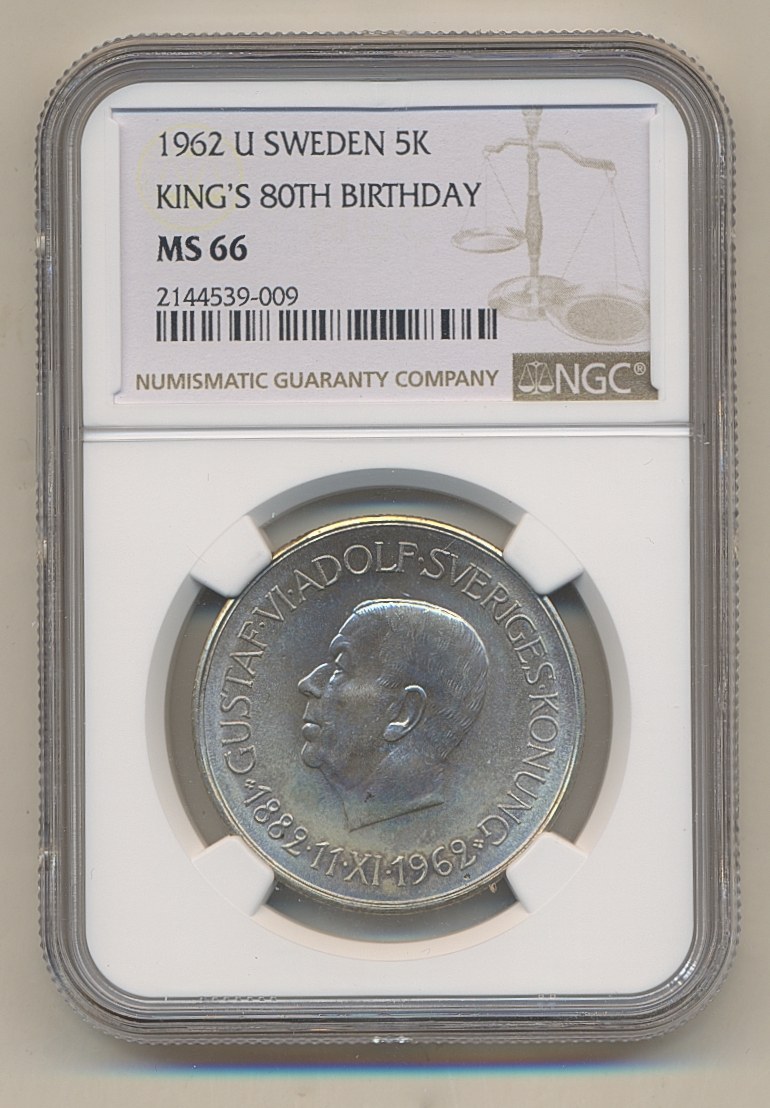 1962 U SWEDEN 5K
KING'S 80TH BIRTHDAY
MS 66
2144539-009
NUMISMATIC GUARANTY COMPANY NGC®
GUSTAF·VI·ADOLF·SVERIGES·KONUNG
1882·11·XI·1962